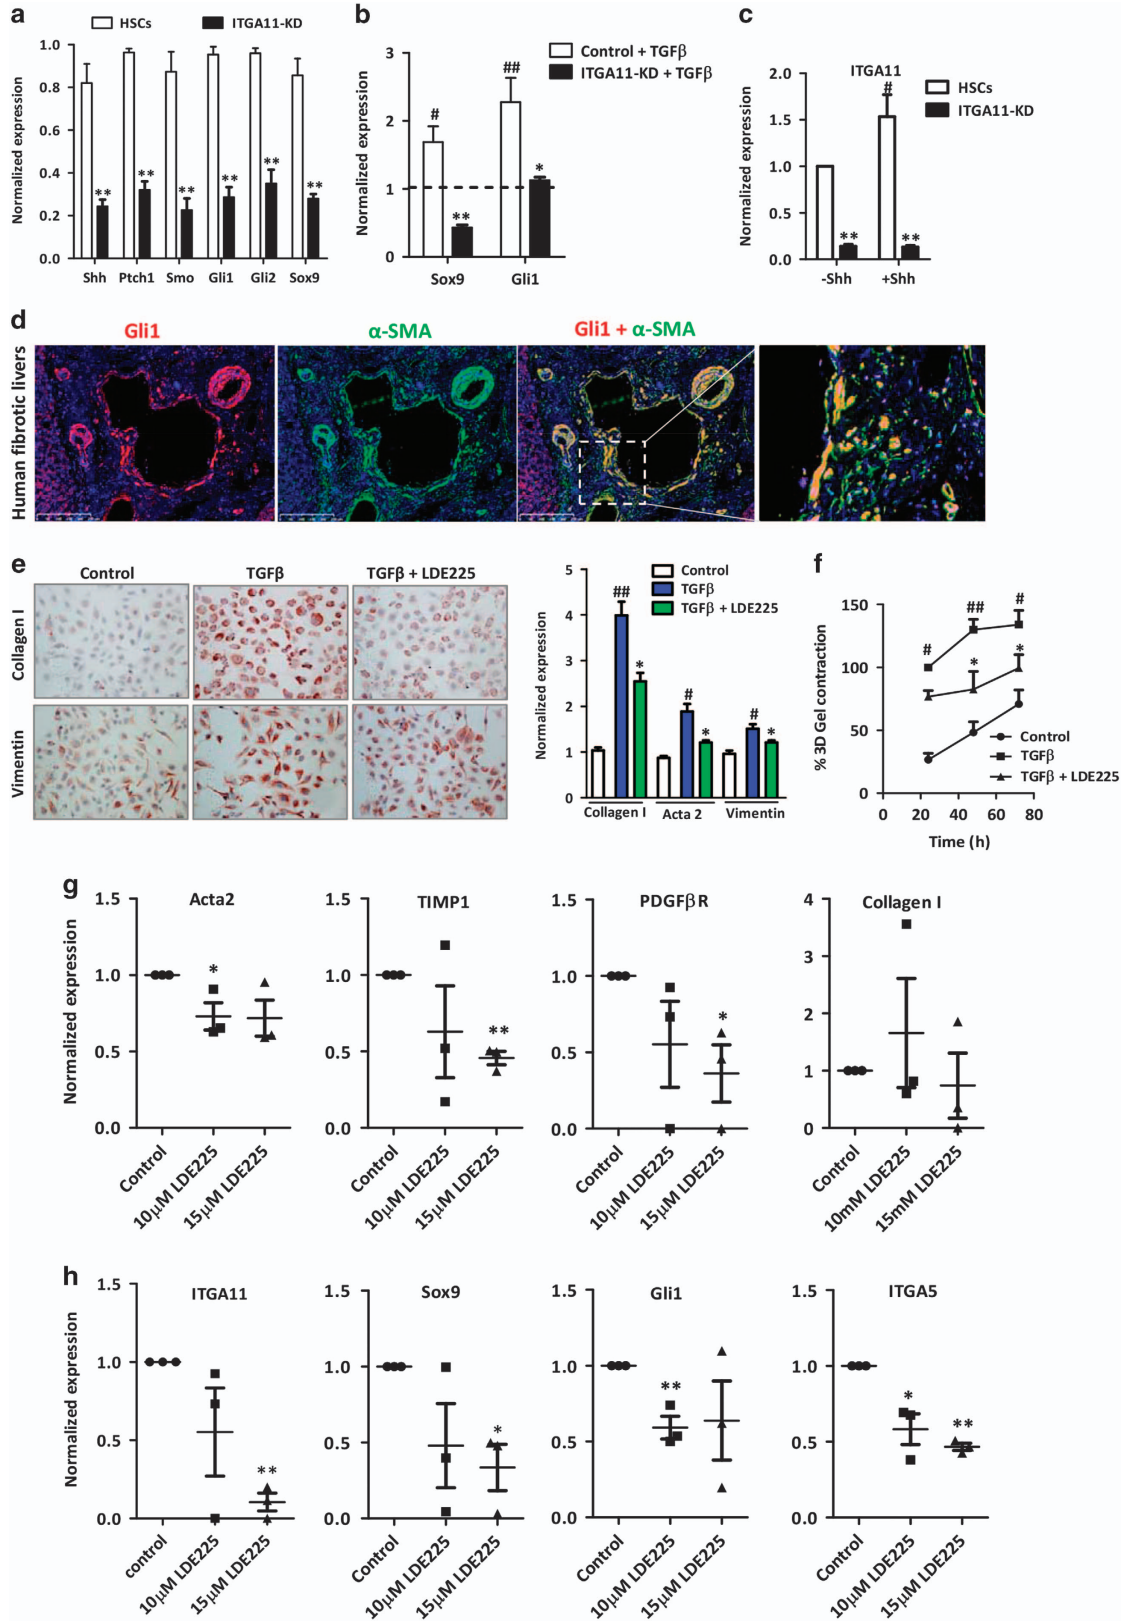 a
HSCs
ITGA11-KD
Normalized expression
1.0
0.8
0.6
0.4
0.2
0.0
**
**
**
**
**
**
Shh Ptch1 Smo Gli1 Gli2 Sox9
b
Control + TGFβ
ITGA11-KD + TGFβ
Normalized expression
3
2
1
0
#
**
##
*
Sox9 Gli1
c
ITGA11
HSCs
ITGA11-KD
Normalized expression
2.0
1.5
1.0
0.5
0.0
**
#
**
-Shh +Shh
d
Gli1
α-SMA
Gli1 + α-SMA
Human fibrotic livers
e
Control
TGFβ
TGFβ + LDE225
Collagen I
Vimentin
Control
TGFβ
TGFβ + LDE225
Normalized expression
5
4
3
2
1
0
##
*
#
*
#
*
Collagen I Acta 2 Vimentin
f
% 3D Gel contraction
150
100
50
0
#
##
#
*
*
Control
TGFβ
TGFβ + LDE225
0 20 40 60 80
Time (h)
g
Normalized expression
Acta2
1.5
1.0
0.5
0.0
*
Control
10μM LDE225
15μM LDE225
TIMP1
1.5
1.0
0.5
0.0
**
Control
10μM LDE225
15μM LDE225
PDGFβR
1.5
1.0
0.5
0.0
*
Control
10μM LDE225
15μM LDE225
Collagen I
4
3
2
1
0
Control
10mM LDE225
15mM LDE225
h
Normalized expression
ITGA11
1.5
1.0
0.5
0.0
**
control
10μM LDE225
15μM LDE225
Sox9
1.5
1.0
0.5
0.0
*
Control
10μM LDE225
15μM LDE225
Gli1
1.5
1.0
0.5
0.0
**
Control
10μM LDE225
15μM LDE225
ITGA5
1.5
1.0
0.5
0.0
*
**
Control
10μM LDE225
15μM LDE225